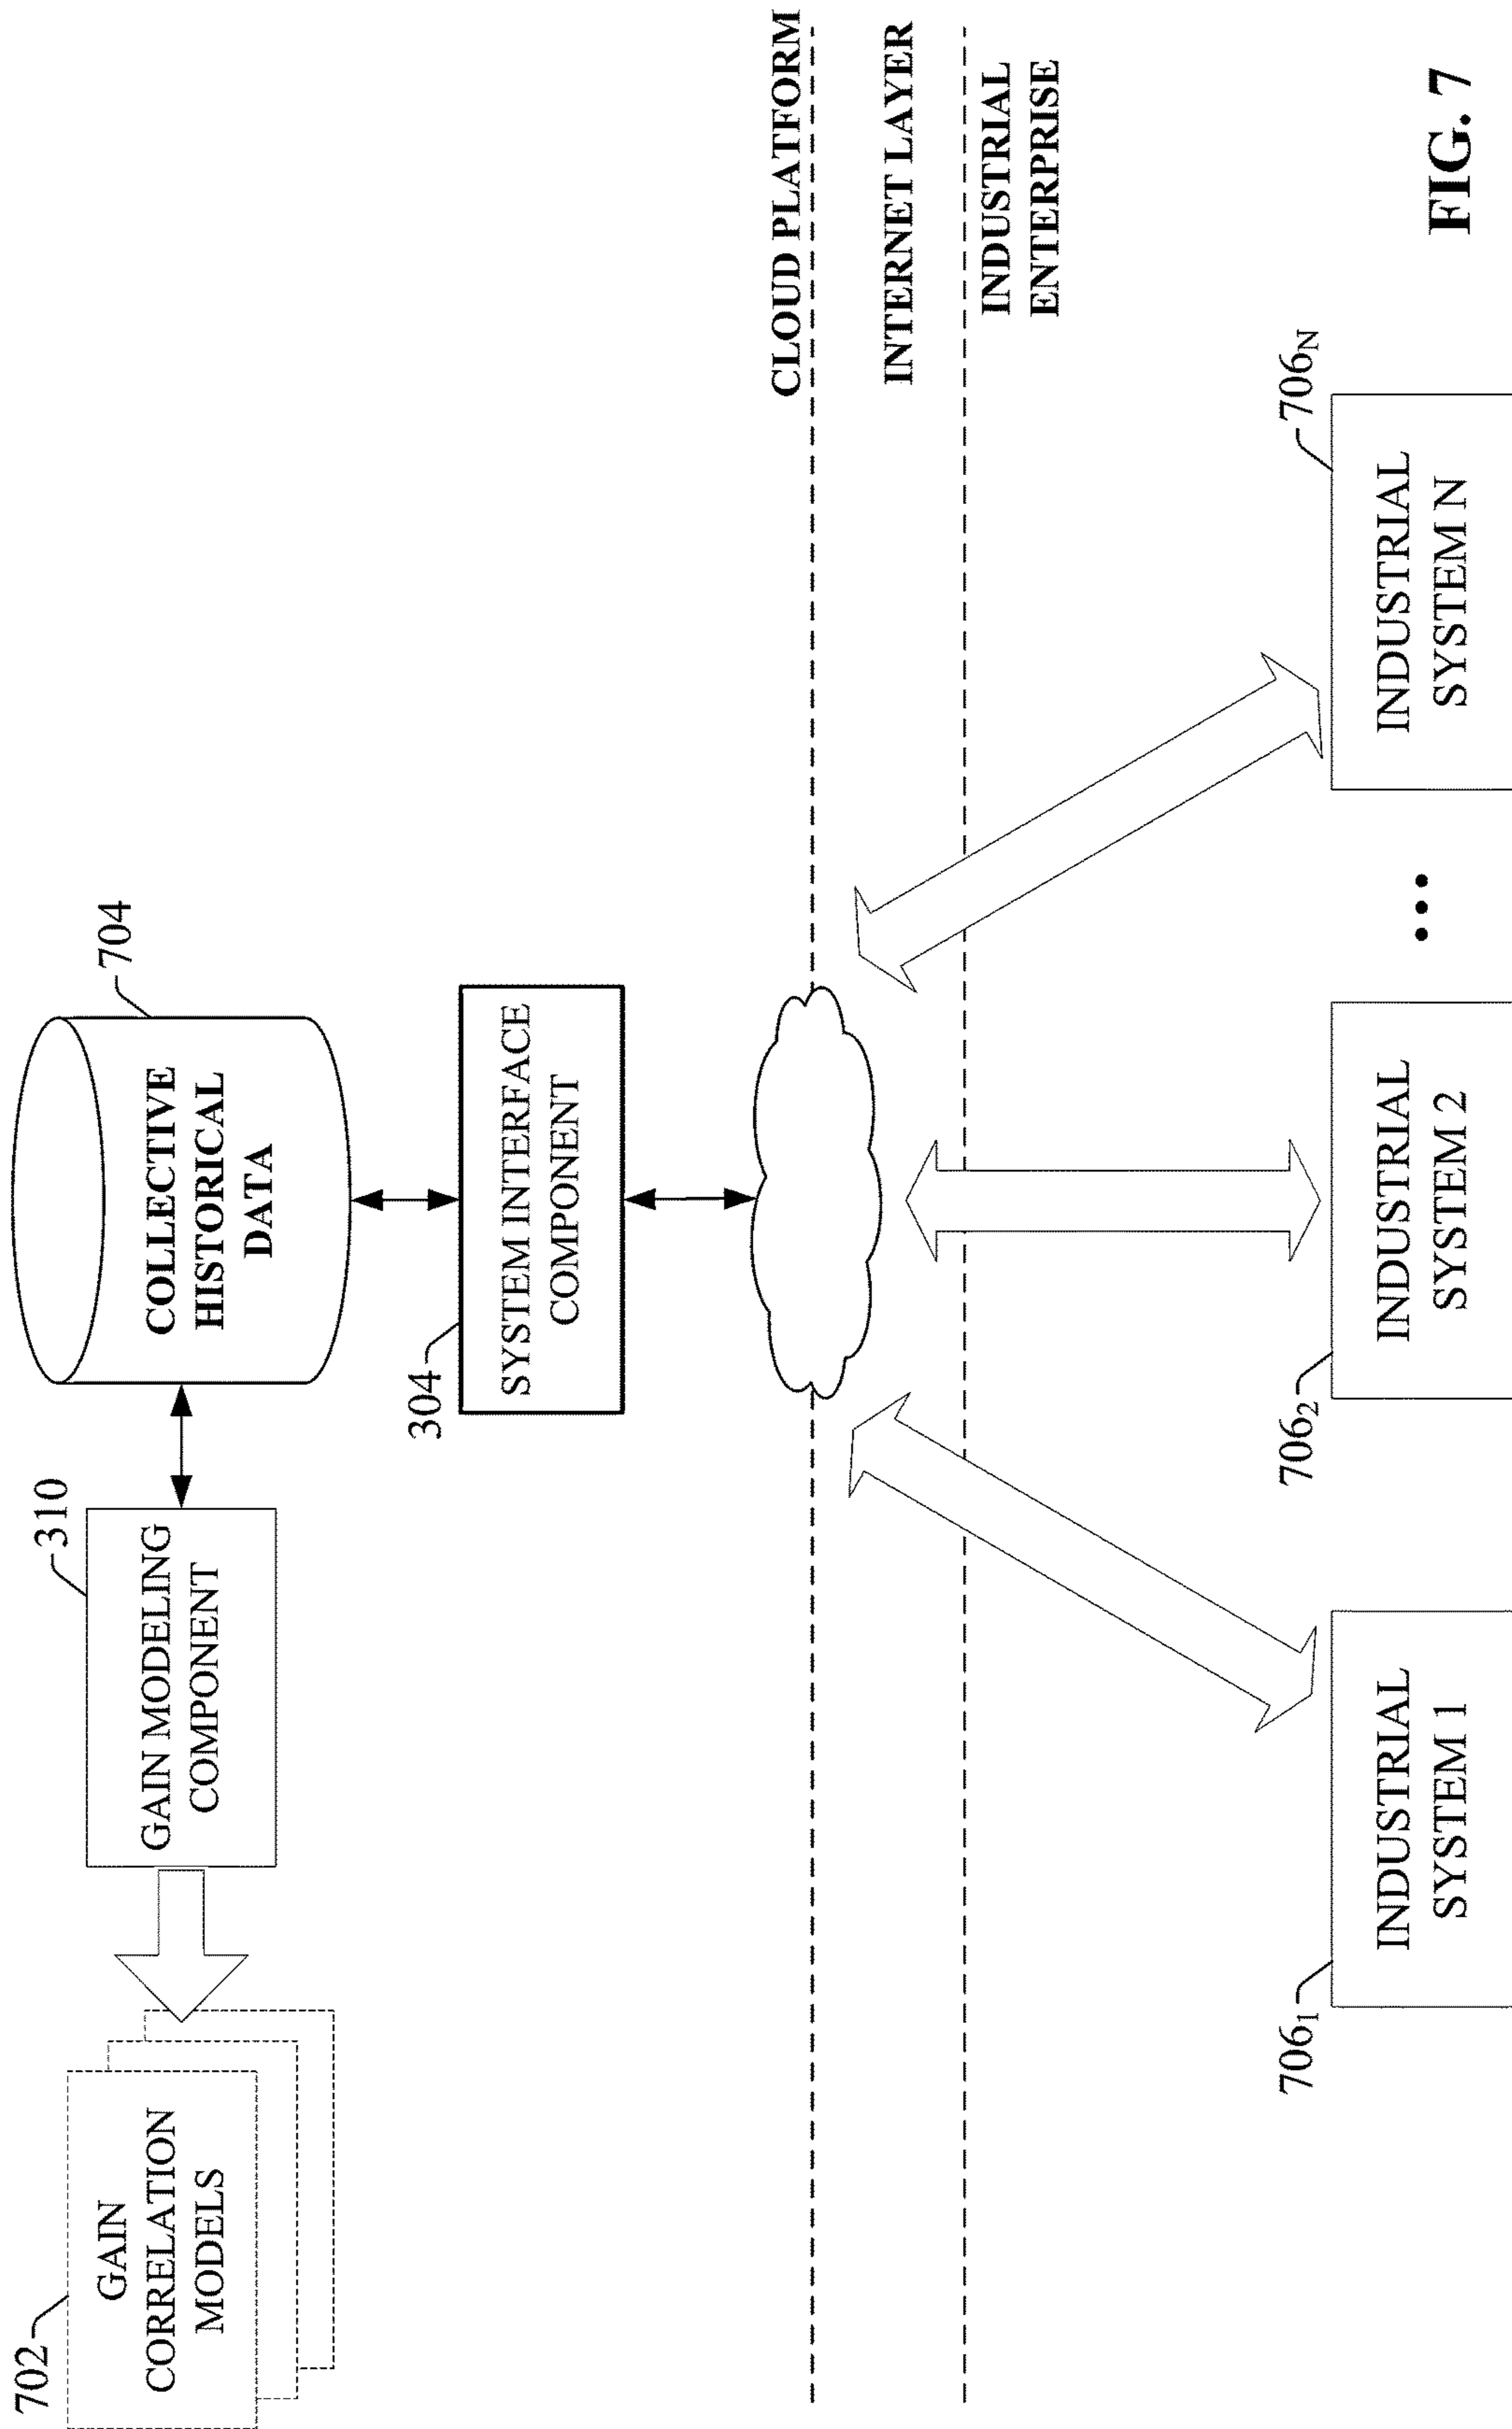 702
GAIN
CORRELATION
MODELS
310
GAIN MODELING
COMPONENT
704
COLLECTIVE
HISTORICAL
DATA
304
SYSTEM INTERFACE
COMPONENT
CLOUD PLATFORM
INTERNET LAYER
INDUSTRIAL
ENTERPRISE
706₁
INDUSTRIAL
SYSTEM 1
706₂
INDUSTRIAL
SYSTEM 2
...
706N
INDUSTRIAL
SYSTEM N
FIG. 7